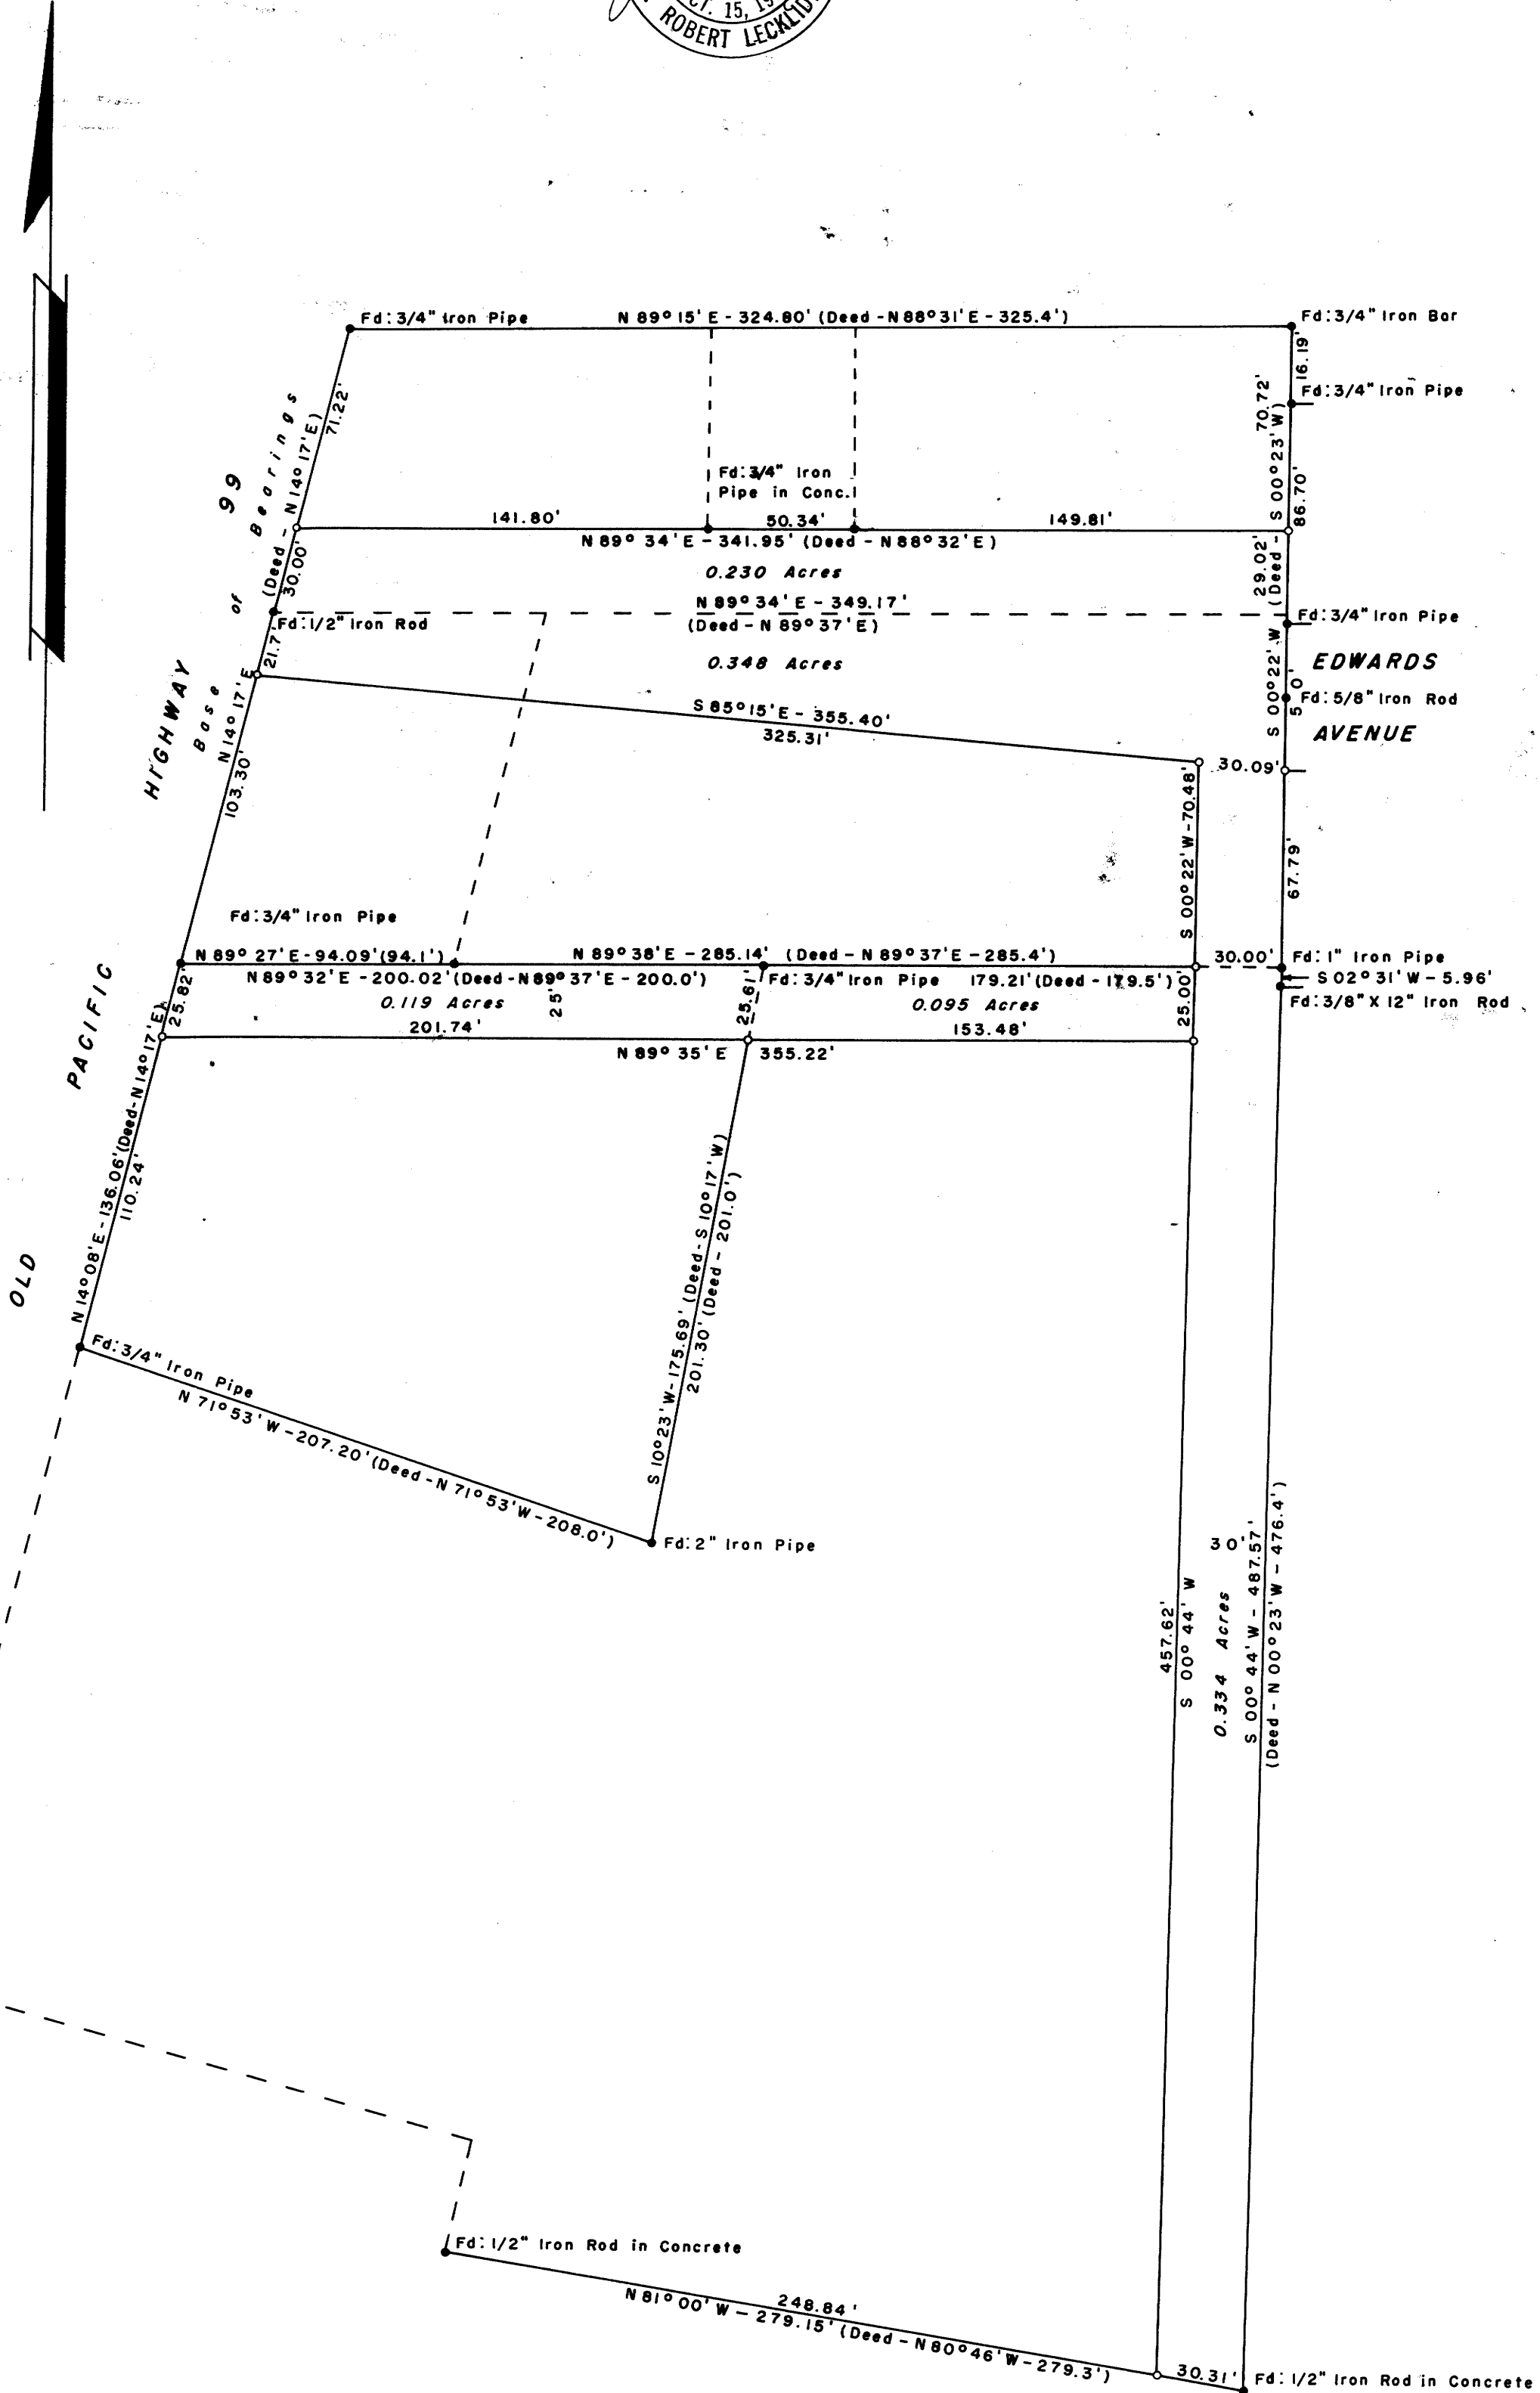 CT. 15, 19
ROBERT LECKLID
Fd: 3/4" Iron Pipe
N 89° 15' E - 324.80' (Deed - N 88° 31' E - 325.4')
Fd: 3/4" Iron Bar
16.19'
71.22'
70.72'
Fd: 3/4" Iron Pipe
(Deed - N 14° 17' E)
S 00° 23' W)
86.70'
Fd: 3/4" Iron
Pipe in Conc.
141.80'
50.34'
149.81'
N 89° 34' E - 341.95' (Deed - N 88° 32' E)
30.00'
29.02'
(Deed -
0.230 Acres
N 89° 34' E - 349.17'
(Deed - N 89° 37' E)
Fd: 1/2" Iron Rod
Fd: 3/4" Iron Pipe
21.7'
0.348 Acres
EDWARDS
AVENUE
S 00° 22' W
5 0'
Fd: 5/8" Iron Rod
S 85° 15' E - 355.40'
325.31'
30.09'
Base of Bearings
N 14° 17' E
103.30'
S 00° 22' W - 70.48'
67.79'
Fd: 3/4" Iron Pipe
N 89° 27' E - 94.09' (94.1')
N 89° 38' E - 285.14' (Deed - N 89° 37' E - 285.4')
30.00'
Fd: 1" Iron Pipe
N 89° 32' E - 200.02' (Deed - N 89° 37' E - 200.0')
Fd: 3/4" Iron Pipe
179.21' (Deed - 179.5')
S 02° 31' W - 5.96'
Fd: 3/8" X 12" Iron Rod
25.82'
0.119 Acres
25'
25.61'
0.095 Acres
25.00'
201.74'
153.48'
N 89° 35' E
355.22'
OLD PACIFIC HIGHWAY 99
N 14° 08' E - 136.06' (Deed - N 14° 17' E)
110.24'
S 10° 23' W - 175.69' (Deed - S 10° 17' W)
201.30' (Deed - 201.0')
Fd: 3/4" Iron Pipe
N 71° 53' W - 207.20' (Deed - N 71° 53' W - 208.0')
Fd: 2" Iron Pipe
457.62'
S 00° 44' W
30'
0.334 Acres
S 00° 44' W - 487.57'
(Deed - N 00° 23' W - 476.4')
Fd: 1/2" Iron Rod in Concrete
248.84'
N 81° 00' W - 279.15' (Deed - N 80° 46' W - 279.3')
30.31'
Fd: 1/2" Iron Rod in Concrete